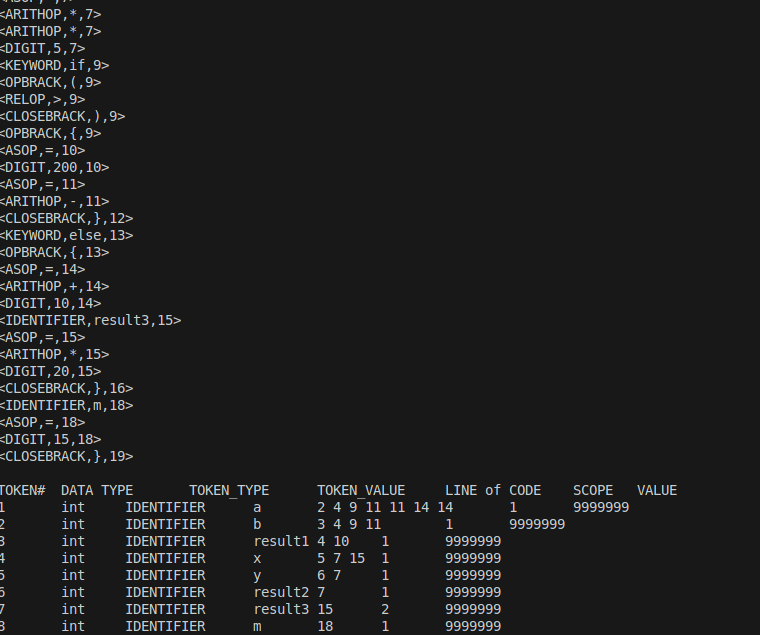 <ARITHOP,*,7>
<ARITHOP,*,7>
<DIGIT,5,7>
<KEYWORD,if,9>
<OPBRACK,(,9>
<RELOP,>,9>
<CLOSEBRACK,),9>
<OPBRACK,{,9>
<ASOP,=,10>
<DIGIT,200,10>
<ASOP,=,11>
<ARITHOP,-,11>
<CLOSEBRACK,},12>
<KEYWORD,else,13>
<OPBRACK,{,13>
<ASOP,=,14>
<ARITHOP,+,14>
<DIGIT,10,14>
<IDENTIFIER,result3,15>
<ASOP,=,15>
<ARITHOP,*,15>
<DIGIT,20,15>
<CLOSEBRACK,},16>
<IDENTIFIER,m,18>
<ASOP,=,18>
<DIGIT,15,18>
<CLOSEBRACK,},19>
TOKEN# DATA TYPE TOKEN_TYPE TOKEN_VALUE LINE of CODE SCOPE VALUE
1 int IDENTIFIER a 2 4 9 11 11 14 14 1 9999999
2 int IDENTIFIER b 3 4 9 11 1 9999999
3 int IDENTIFIER result1 4 10 1 9999999
4 int IDENTIFIER x 5 7 15 1 9999999
5 int IDENTIFIER y 6 7 1 9999999
6 int IDENTIFIER result2 7 1 9999999
7 int IDENTIFIER result3 15 2 9999999
8 int IDENTIFIER m 18 1 9999999